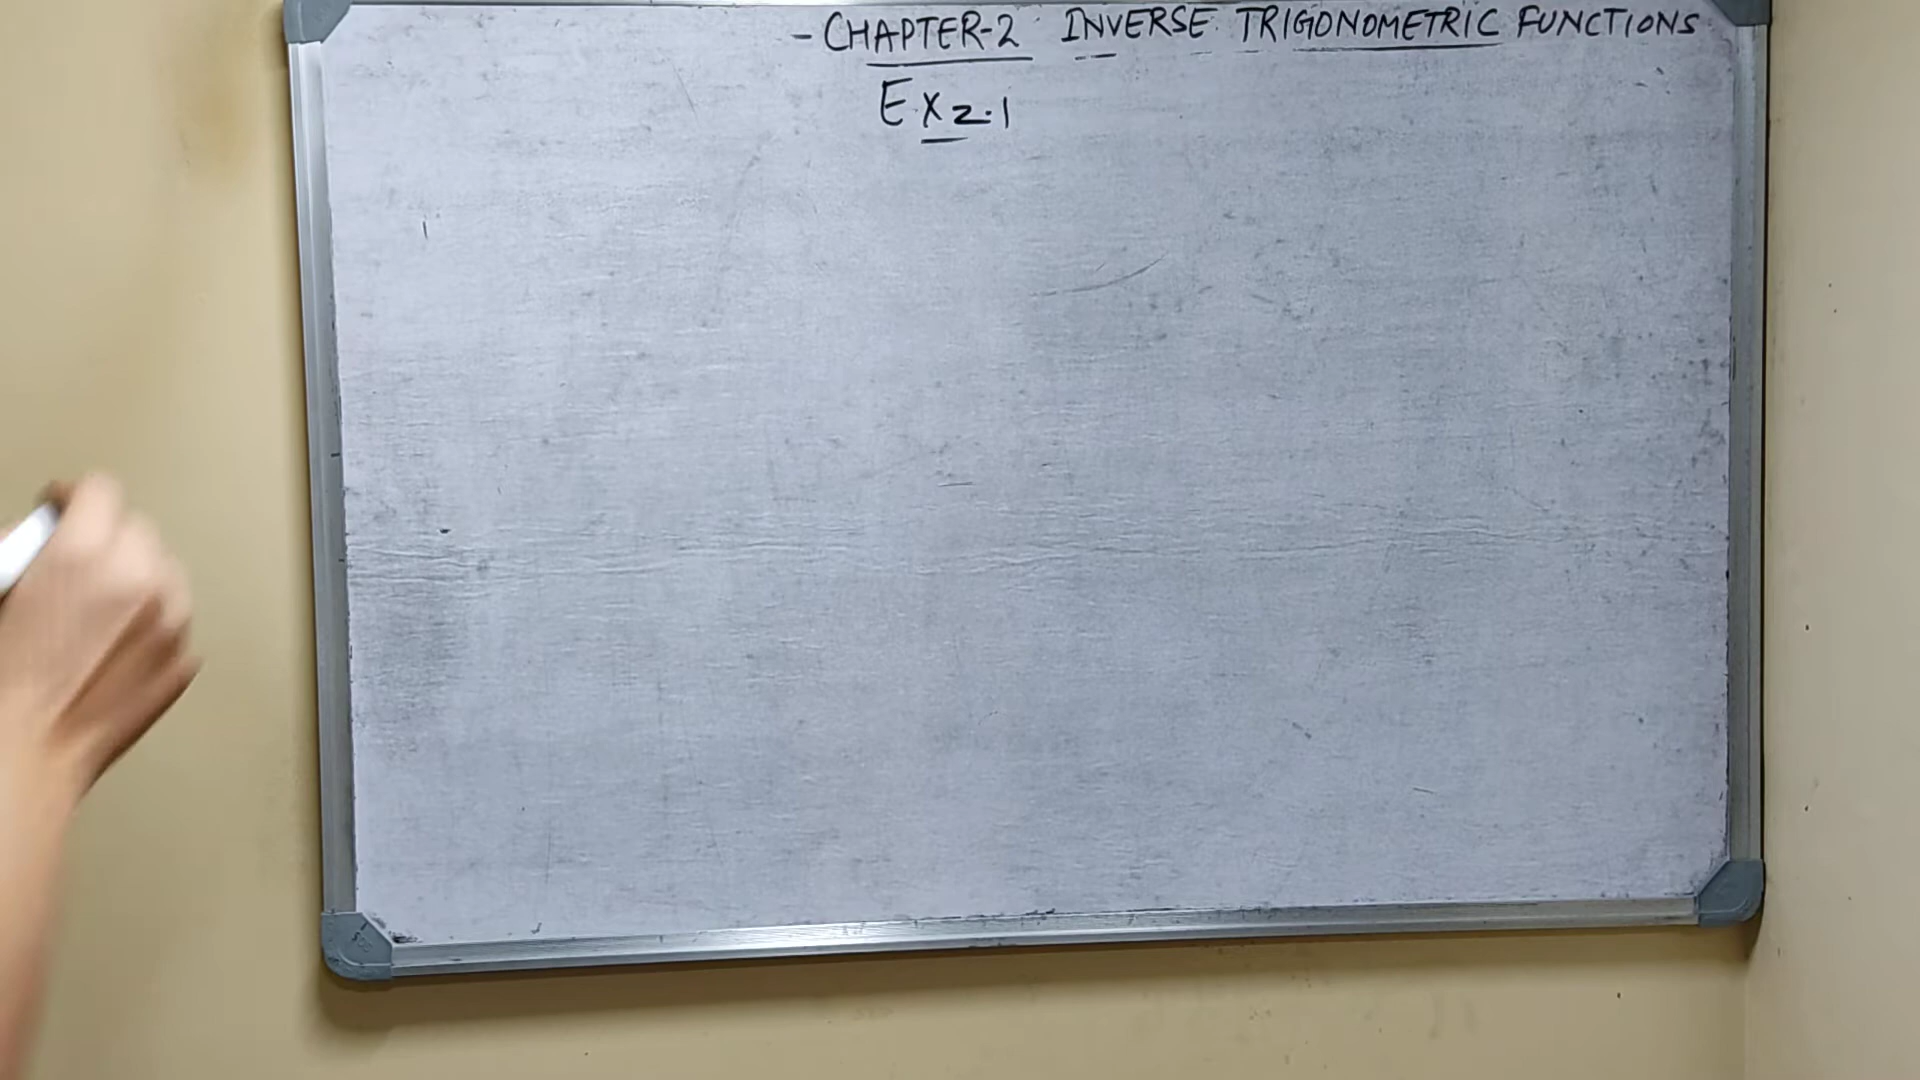 - CHAPTER-2 INVERSE TRIGONOMETRIC FUNCTIONS
Ex 2.1